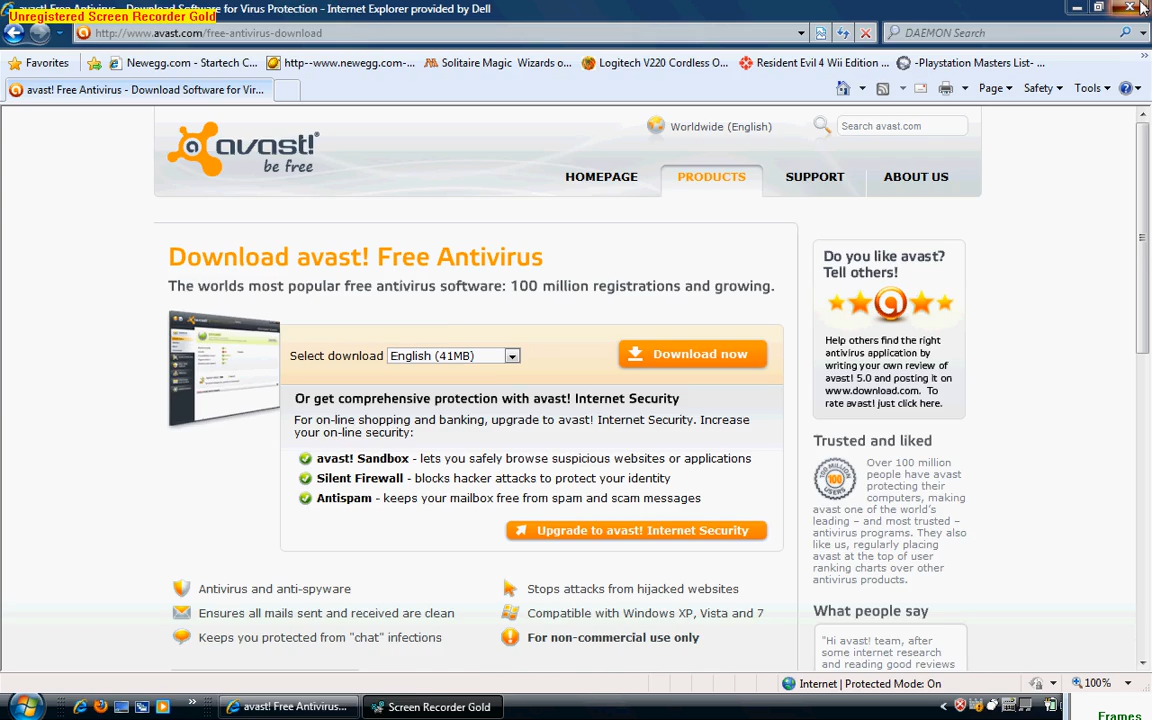 avast! Free Antivirus - Download Software for Virus Protection - Internet Explorer provided by Dell
Unregistered Screen Recorder Gold
http://www.avast.com/free-antivirus-download
DAEMON Search
Favorites
Newegg.com - Startech C...
http--www.newegg.com-...
Solitaire Magic Wizards o...
Logitech V220 Cordless O...
Resident Evil 4 Wii Edition ...
-Playstation Masters List- ...
avast! Free Antivirus - Download Software for Vir...
Page
Safety
Tools
avast!
be free
Worldwide (English)
Search avast.com
HOMEPAGE
PRODUCTS
SUPPORT
ABOUT US
Download avast! Free Antivirus
The worlds most popular free antivirus software: 100 million registrations and growing.
Select download
English (41MB)
Download now
Or get comprehensive protection with avast! Internet Security
For on-line shopping and banking, upgrade to avast! Internet Security. Increase
your on-line security:
avast! Sandbox - lets you safely browse suspicious websites or applications
Silent Firewall - blocks hacker attacks to protect your identity
Antispam - keeps your mailbox free from spam and scam messages
Upgrade to avast! Internet Security
Antivirus and anti-spyware
Stops attacks from hijacked websites
Ensures all mails sent and received are clean
Compatible with Windows XP, Vista and 7
Keeps you protected from "chat" infections
For non-commercial use only
Do you like avast?
Tell others!
Help others find the right
antivirus application by
writing your own review of
avast! 5.0 and posting it on
www.download.com. To
rate avast! just click here.
Trusted and liked
100
Over 100 million
people have avast
protecting their
computers, making
avast one of the world's
leading – and most trusted –
antivirus programs. They also
like us, regularly placing
avast at the top of user
ranking charts over other
antivirus products.
What people say
"Hi avast! team, after
some internet research
and reading good reviews
Internet | Protected Mode: On
100%
avast! Free Antivirus...
Screen Recorder Gold
Frames